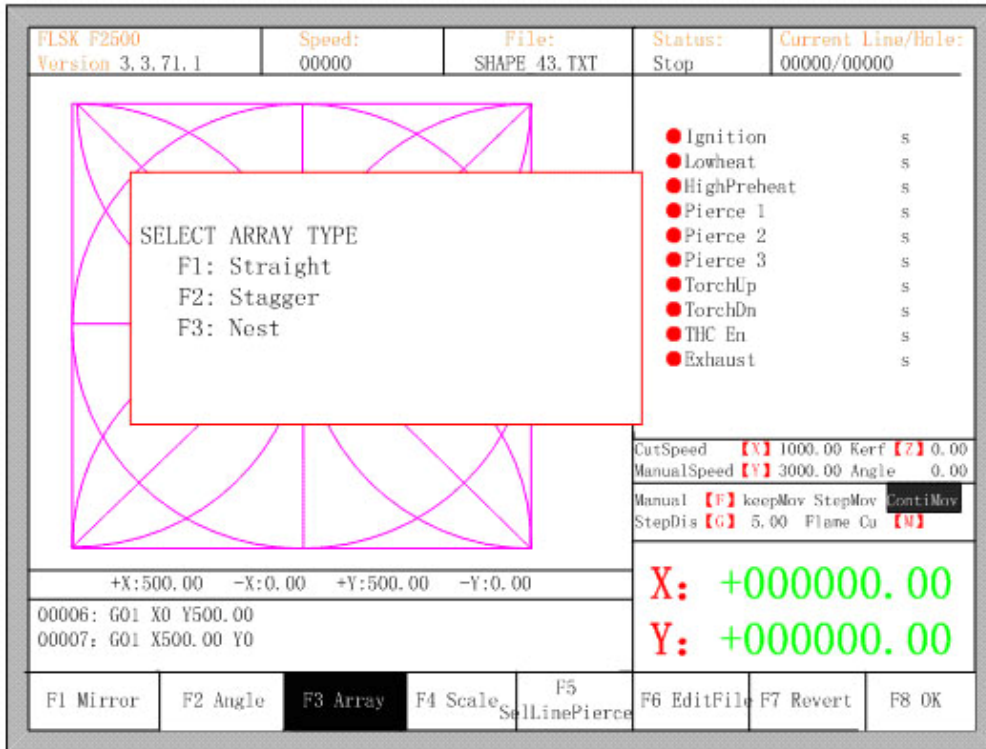 FLSK F2500
Version 3.3.71.1
Speed:
00000
File:
SHAPE 43.TXT
Status:
Stop
Current Line/Hole:
00000/00000
SELECT ARRAY TYPE
F1: Straight
F2: Stagger
F3: Nest
Ignition s
Lowheat s
HighPreheat s
Pierce 1 s
Pierce 2 s
Pierce 3 s
TorchUp s
TorchDn s
THC En s
Exhaust s
CutSpeed 【X】 1000.00 Kerf 【Z】 0.00
ManualSpeed 【Y】 3000.00 Angle 0.00
Manual 【F】 keepMov StepMov ContiMov
StepDis 【G】 5.00 Flame Cu 【M】
+X:500.00 -X:0.00 +Y:500.00 -Y:0.00
00006: G01 X0 Y500.00
00007: G01 X500.00 Y0
X: +000000.00
Y: +000000.00
F1 Mirror
F2 Angle
F3 Array
F4 Scale
F5
SelLinePierce
F6 EditFile
F7 Revert
F8 OK